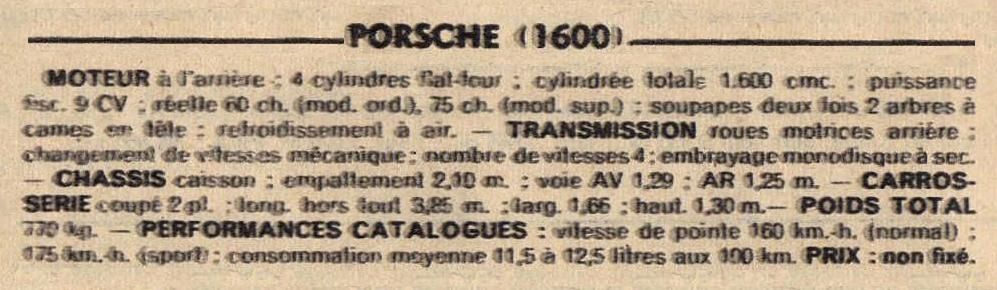 PORSCHE (1600)
MOTEUR à l'arrière : 4 cylindres flat-four ; cylindrée totale 1.600 cmc. : puissance
fisc. 9 CV ; réelle 60 ch. (mod. ord.), 75 ch. (mod. sup.) ; soupapes deux fois 2 arbres à
cames en tête ; refroidissement à air. — TRANSMISSION roues motrices arrière ;
changement de vitesses mécanique ; nombre de vitesses 4 ; embrayage monodisque à sec.
— CHASSIS caisson ; empattement 2,10 m. ; voie AV 1,29 ; AR 1,25 m. — CARROS-
SERIE coupé 2 pl. ; long. hors tout 3,85 m. ; larg. 1,66 ; haut. 1,30 m. — POIDS TOTAL
770 kg. — PERFORMANCES CATALOGUES : vitesse de pointe 160 km.-h. (normal) ;
175 km.-h. (sport) ; consommation moyenne 11,5 à 12,5 litres aux 100 km. PRIX : non fixé.